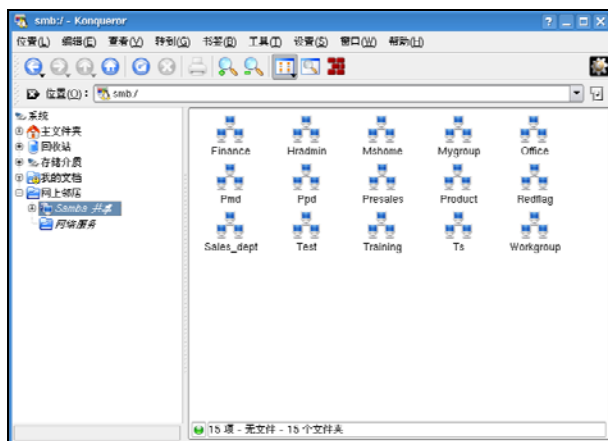 smb:/ - Konqueror
位置(L) 编辑(E) 查看(V) 转到(G) 书签(B) 工具(T) 设置(S) 窗口(W) 帮助(H)
位置(O): smb:/
系统
主文件夹
回收站
存储介质
我的文档
网上邻居
Samba 共享
网络服务
Finance Hradmin Mshome Mygroup Office
Pmd Ppd Presales Product Redflag
Sales_dept Test Training Ts Workgroup
15 项 - 无文件 - 15 个文件夹